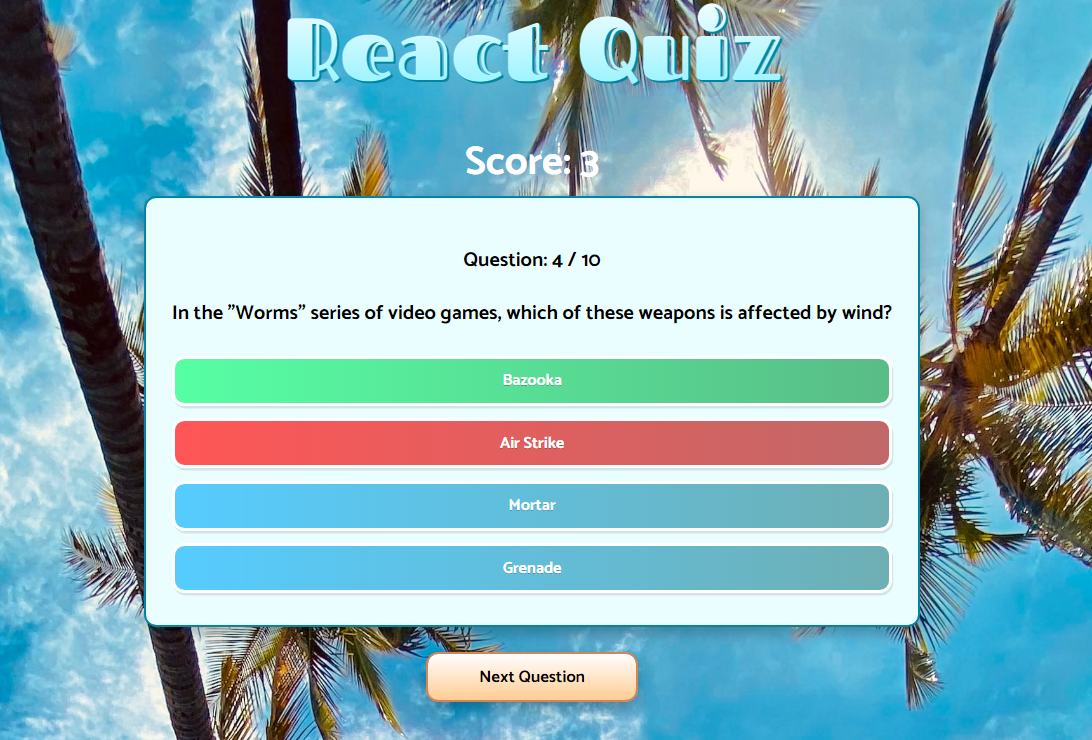 React Quiz
Score: 3
Question: 4 / 10
In the ”Worms” series of video games, which of these weapons is affected by wind?
Bazooka
Air Strike
Mortar
Grenade
Next Question